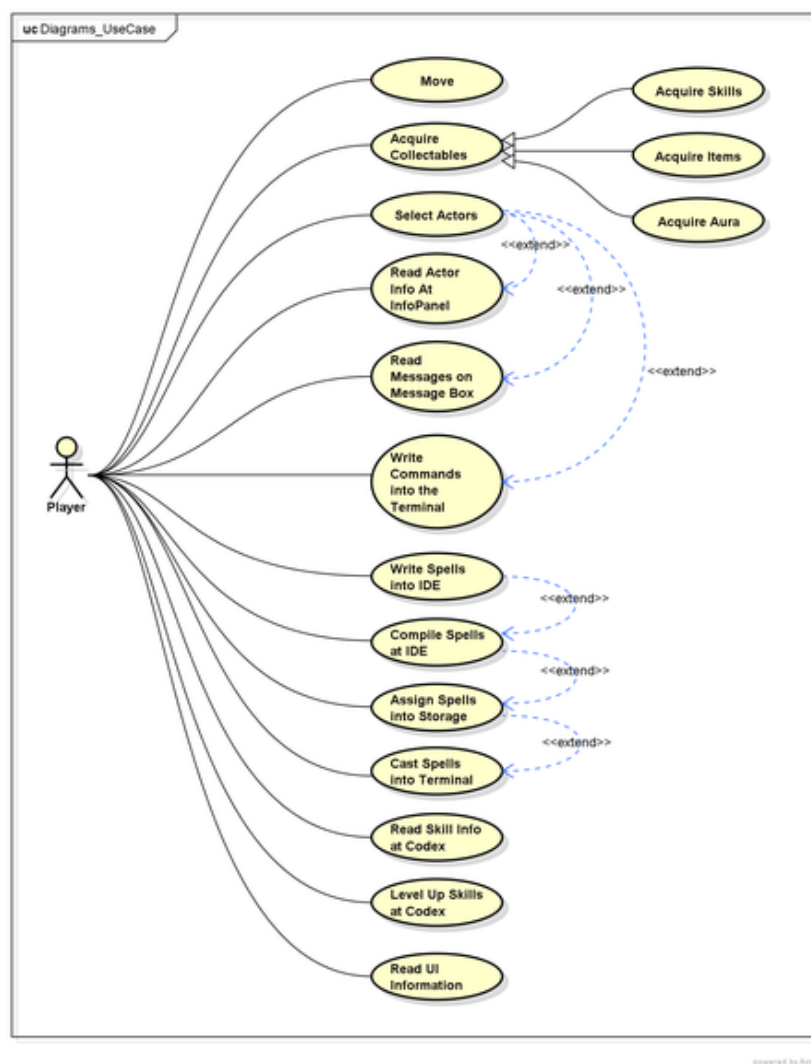 uc Diagrams_UseCase
Move
Acquire Skills
Acquire
Collectables
Acquire Items
Select Actors
Acquire Aura
<<extend>>
Read Actor
Info At
InfoPanel
<<extend>>
Read
Messages on
Message Box
<<extend>>
Write
Commands
into the
Terminal
Player
Write Spells
into IDE
<<extend>>
Compile Spells
at IDE
<<extend>>
Assign Spells
into Storage
<<extend>>
Cast Spells
into Terminal
Read Skill Info
at Codex
Level Up Skills
at Codex
Read UI
Information
powered by